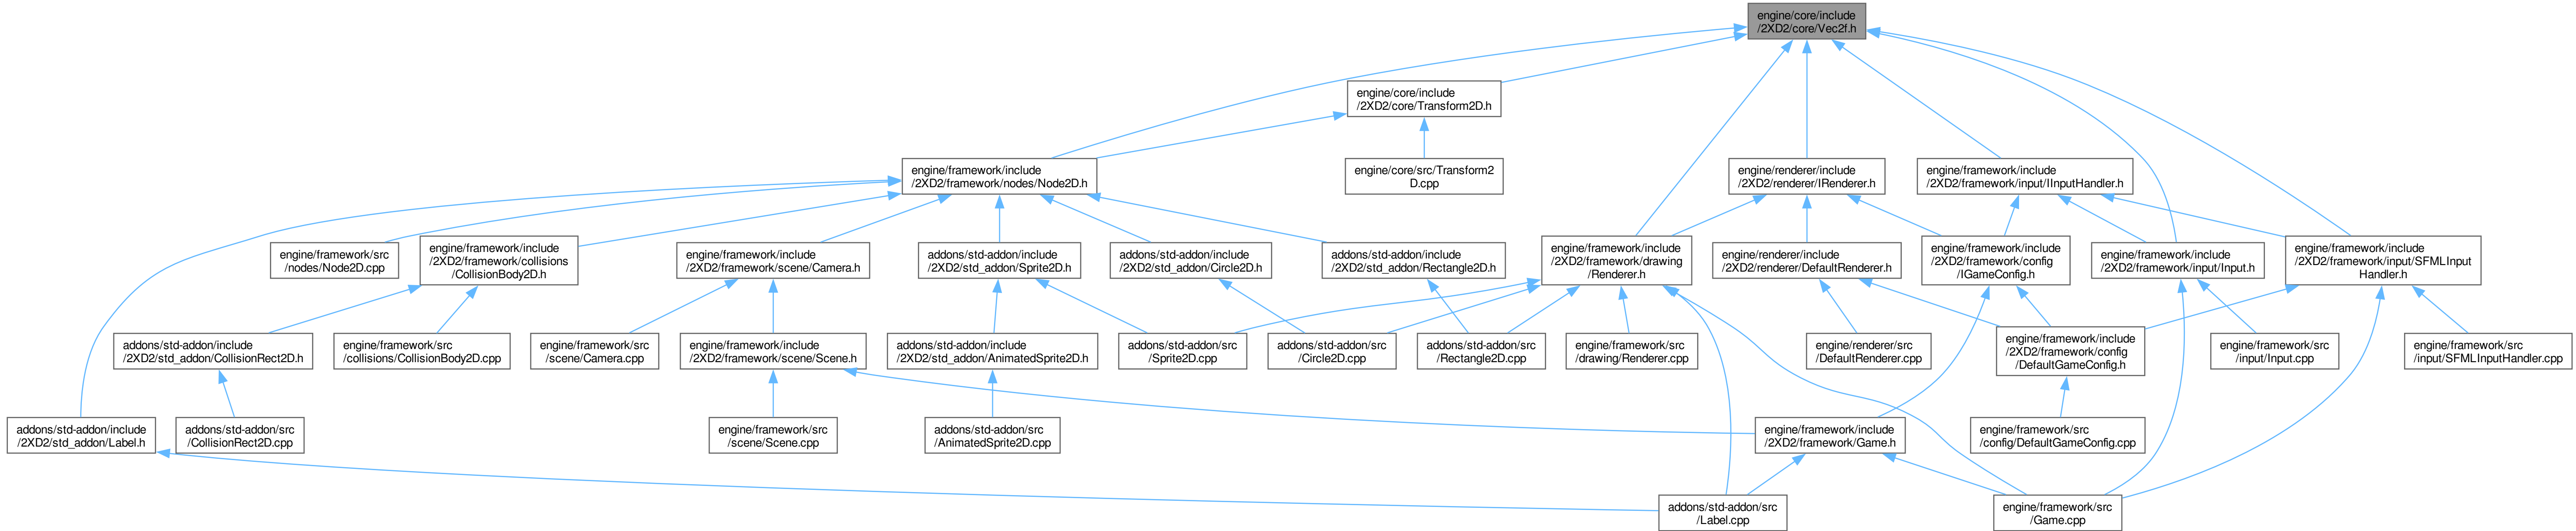 engine/core/include
/2XD2/core/Vec2f.h
engine/core/include
/2XD2/core/Transform2D.h
engine/framework/include
/2XD2/framework/nodes/Node2D.h
engine/core/src/Transform2
D.cpp
engine/renderer/include
/2XD2/renderer/IRenderer.h
engine/framework/include
/2XD2/framework/input/IInputHandler.h
engine/framework/src
/nodes/Node2D.cpp
engine/framework/include
/2XD2/framework/collisions
/CollisionBody2D.h
engine/framework/include
/2XD2/framework/scene/Camera.h
addons/std-addon/include
/2XD2/std_addon/Sprite2D.h
addons/std-addon/include
/2XD2/std_addon/Circle2D.h
addons/std-addon/include
/2XD2/std_addon/Rectangle2D.h
engine/framework/include
/2XD2/framework/drawing
/Renderer.h
engine/renderer/include
/2XD2/renderer/DefaultRenderer.h
engine/framework/include
/2XD2/framework/config
/IGameConfig.h
engine/framework/include
/2XD2/framework/input/Input.h
engine/framework/include
/2XD2/framework/input/SFMLInput
Handler.h
addons/std-addon/include
/2XD2/std_addon/CollisionRect2D.h
engine/framework/src
/collisions/CollisionBody2D.cpp
engine/framework/src
/scene/Camera.cpp
engine/framework/include
/2XD2/framework/scene/Scene.h
addons/std-addon/include
/2XD2/std_addon/AnimatedSprite2D.h
addons/std-addon/src
/Sprite2D.cpp
addons/std-addon/src
/Circle2D.cpp
addons/std-addon/src
/Rectangle2D.cpp
engine/framework/src
/drawing/Renderer.cpp
engine/renderer/src
/DefaultRenderer.cpp
engine/framework/include
/2XD2/framework/config
/DefaultGameConfig.h
engine/framework/src
/input/Input.cpp
engine/framework/src
/input/SFMLInputHandler.cpp
addons/std-addon/include
/2XD2/std_addon/Label.h
addons/std-addon/src
/CollisionRect2D.cpp
engine/framework/src
/scene/Scene.cpp
addons/std-addon/src
/AnimatedSprite2D.cpp
engine/framework/include
/2XD2/framework/Game.h
engine/framework/src
/config/DefaultGameConfig.cpp
addons/std-addon/src
/Label.cpp
engine/framework/src
/Game.cpp